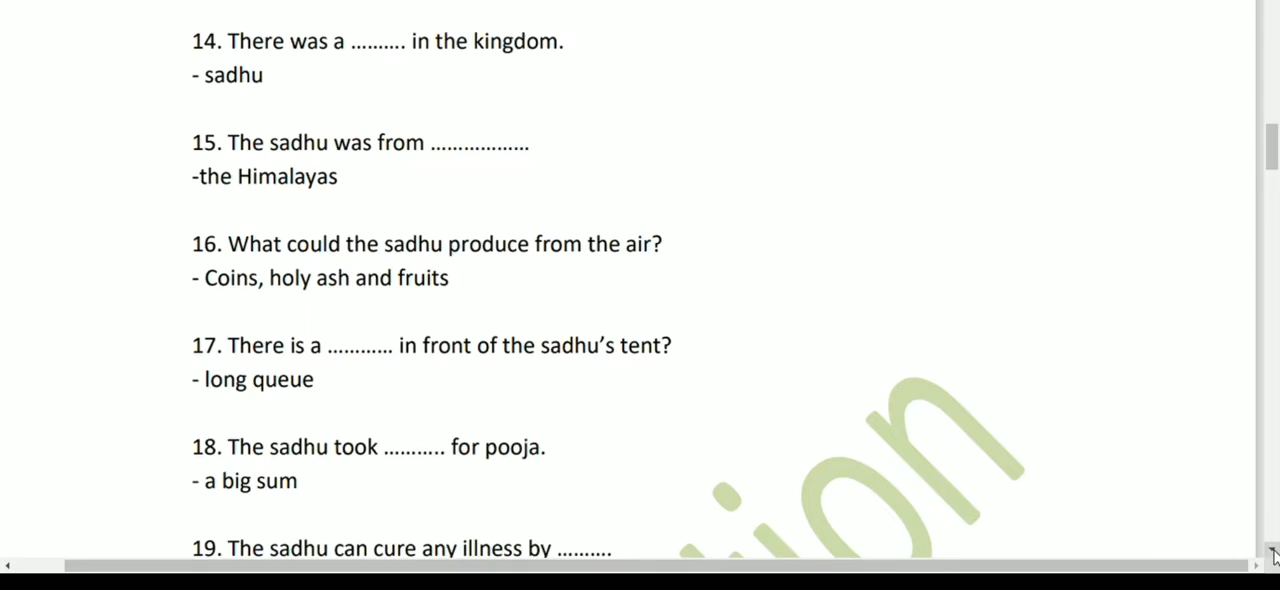 14. There was a .......... in the kingdom.
- sadhu
15. The sadhu was from ..................
-the Himalayas
16. What could the sadhu produce from the air?
- Coins, holy ash and fruits
17. There is a ............ in front of the sadhu’s tent?
- long queue
18. The sadhu took ........... for pooja.
- a big sum
19. The sadhu can cure any illness by ..........